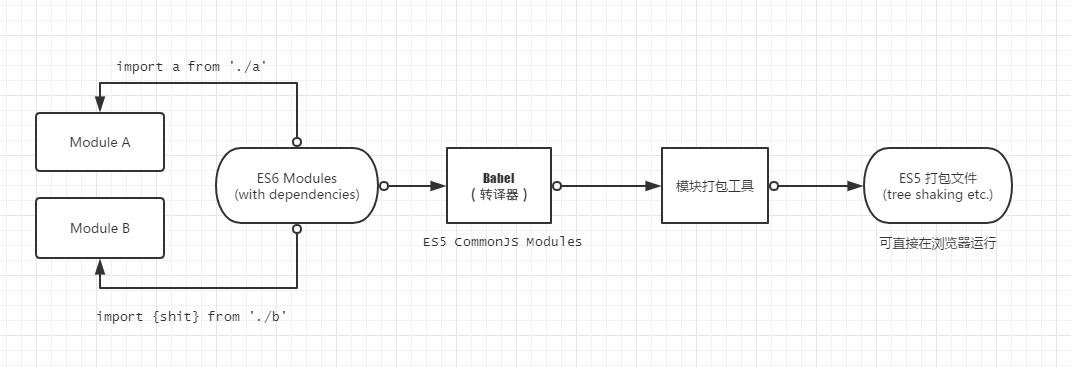 import a from './a'
Module A
Module B
import {shit} from './b'
ES6 Modules
(with dependencies)
Babel
( 转译器 )
ES5 CommonJS Modules
模块打包工具
ES5 打包文件
(tree shaking etc.)
可直接在浏览器运行